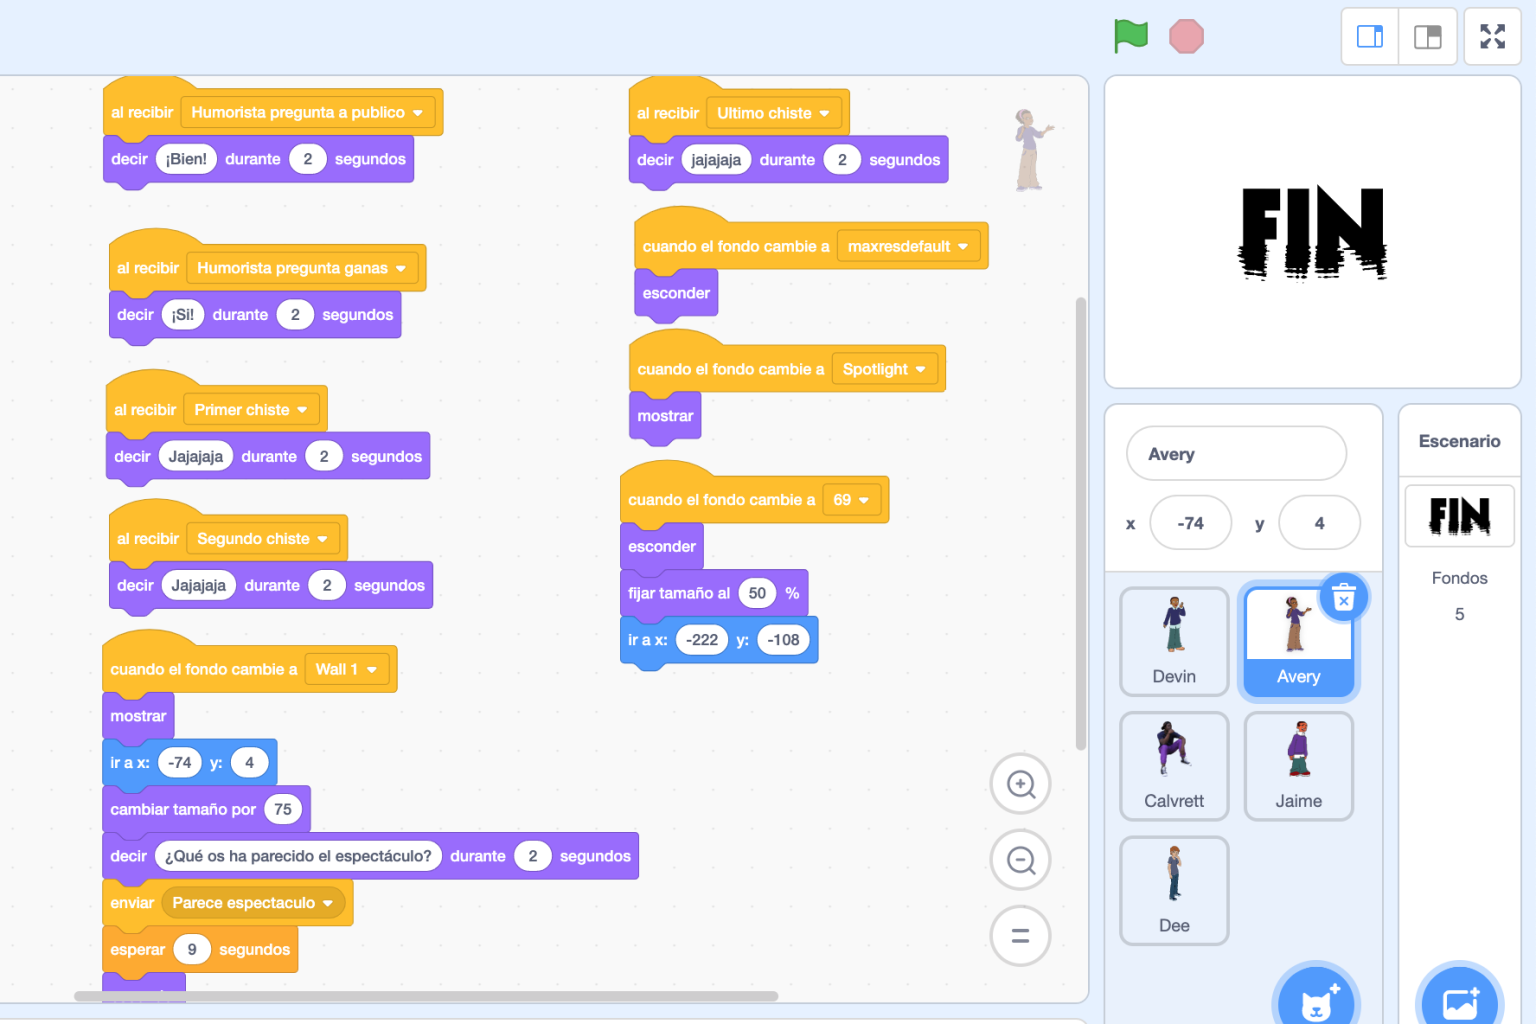 al recibir Humorista pregunta a publico
decir ¡Bien! durante 2 segundos
al recibir Humorista pregunta ganas
decir ¡Si! durante 2 segundos
al recibir Primer chiste
decir Jajajaja durante 2 segundos
al recibir Segundo chiste
decir Jajajaja durante 2 segundos
cuando el fondo cambie a Wall 1
mostrar
ir a x: -74 y: 4
cambiar tamaño por 75
decir ¿Qué os ha parecido el espectáculo? durante 2 segundos
enviar Parece espectaculo
esperar 9 segundos
al recibir Ultimo chiste
decir jajajaja durante 2 segundos
cuando el fondo cambie a maxresdefault
esconder
cuando el fondo cambie a Spotlight
mostrar
cuando el fondo cambie a 69
esconder
fijar tamaño al 50 %
ir a x: -222 y: -108
FIN
Avery
x -74 y 4
Devin
Avery
Calvrett
Jaime
Dee
Escenario
FIN
Fondos
5